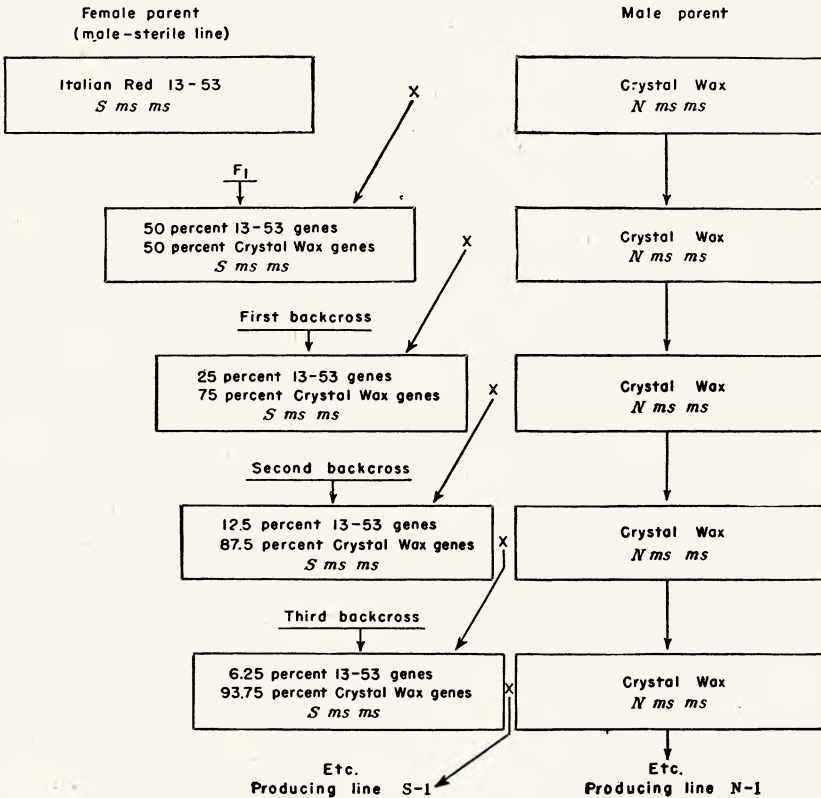 Female parent
(male-sterile line)
Male parent
Italian Red 13-53
S ms ms
X
Crystal Wax
N ms ms
F1
50 percent 13-53 genes
50 percent Crystal Wax genes
S ms ms
X
Crystal Wax
N ms ms
First backcross
25 percent 13-53 genes
75 percent Crystal Wax genes
S ms ms
X
Crystal Wax
N ms ms
Second backcross
12.5 percent 13-53 genes
87.5 percent Crystal Wax genes
S ms ms
X
Crystal Wax
N ms ms
Third backcross
6.25 percent 13-53 genes
93.75 percent Crystal Wax genes
S ms ms
X
Crystal Wax
N ms ms
Etc.
Producing line S-1
Etc.
Producing line N-1